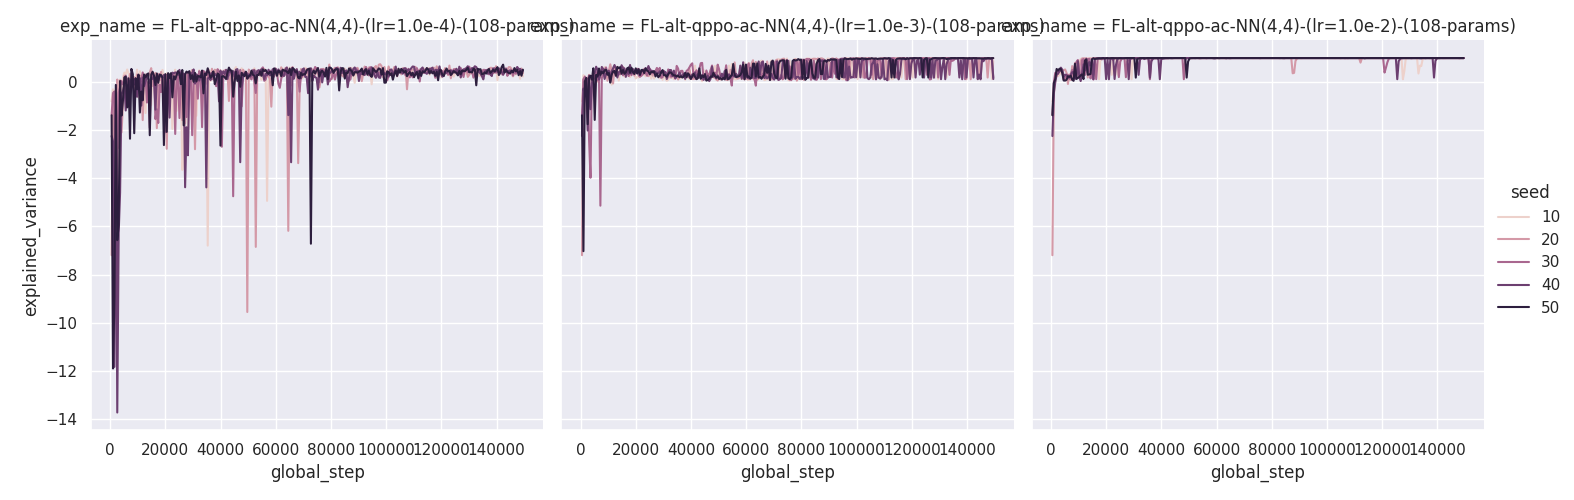 exp_name = FL-alt-qppo-ac-NN(4,4)-(lr=1.0e-4)-(108-params)
exp_name = FL-alt-qppo-ac-NN(4,4)-(lr=1.0e-3)-(108-params)
exp_name = FL-alt-qppo-ac-NN(4,4)-(lr=1.0e-2)-(108-params)
explained_variance
0
−2
−4
−6
−8
−10
−12
−14
0 20000 40000 60000 80000 100000 120000 140000
0 20000 40000 60000 80000 100000 120000 140000
0 20000 40000 60000 80000 100000 120000 140000
global_step
global_step
global_step
seed
10
20
30
40
50